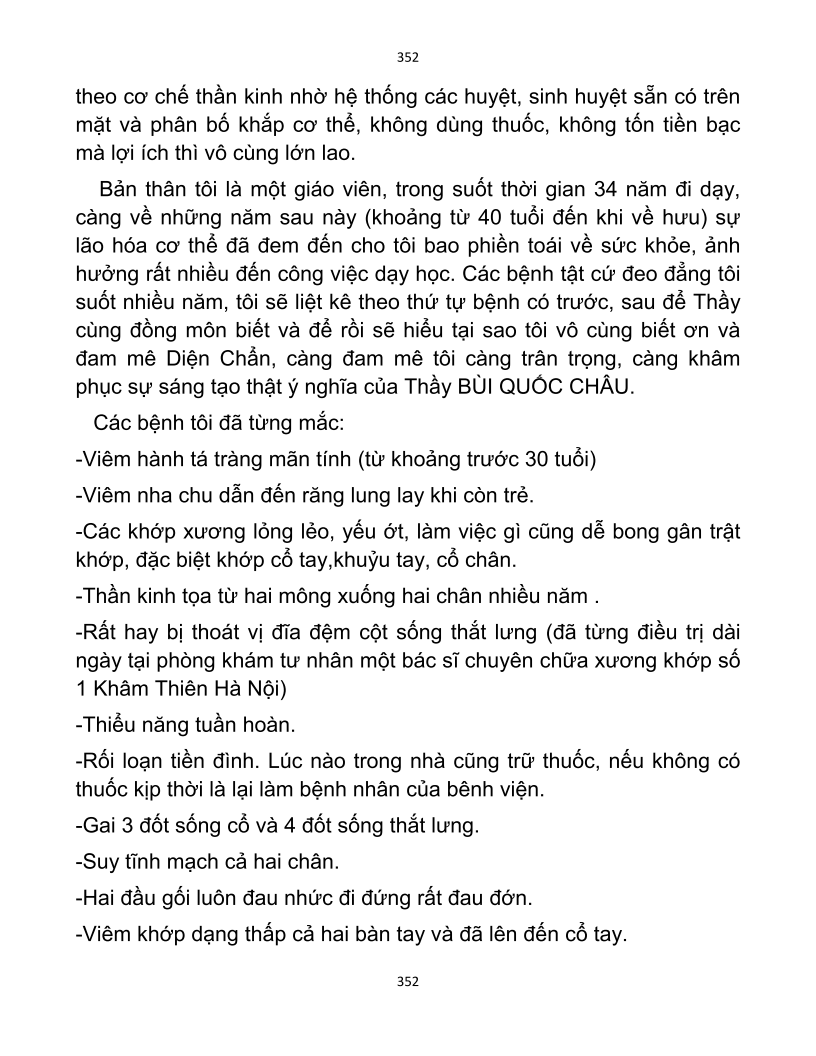 352
theo cơ chế thần kinh nhờ hệ thống các huyệt, sinh huyệt sẵn có trên
mặt và phân bố khắp cơ thể, không dùng thuốc, không tốn tiền bạc
mà lợi ích thì vô cùng lớn lao.
Bản thân tôi là một giáo viên, trong suốt thời gian 34 năm đi dạy,
càng về những năm sau này (khoảng từ 40 tuổi đến khi về hưu) sự
lão hóa cơ thể đã đem đến cho tôi bao phiền toái về sức khỏe, ảnh
hưởng rất nhiều đến công việc dạy học. Các bệnh tật cứ đeo đẳng tôi
suốt nhiều năm, tôi sẽ liệt kê theo thứ tự bệnh có trước, sau để Thầy
cùng đồng môn biết và để rồi sẽ hiểu tại sao tôi vô cùng biết ơn và
đam mê Diện Chẩn, càng đam mê tôi càng trân trọng, càng khâm
phục sự sáng tạo thật ý nghĩa của Thầy BÙI QUỐC CHÂU.
Các bệnh tôi đã từng mắc:
-Viêm hành tá tràng mãn tính (từ khoảng trước 30 tuổi)
-Viêm nha chu dẫn đến răng lung lay khi còn trẻ.
-Các khớp xương lỏng lẻo, yếu ớt, làm việc gì cũng dễ bong gân trật
khớp, đặc biệt khớp cổ tay,khuỷu tay, cổ chân.
-Thần kinh tọa từ hai mông xuống hai chân nhiều năm .
-Rất hay bị thoát vị đĩa đệm cột sống thắt lưng (đã từng điều trị dài
ngày tại phòng khám tư nhân một bác sĩ chuyên chữa xương khớp số
1 Khâm Thiên Hà Nội)
-Thiểu năng tuần hoàn.
-Rối loạn tiền đình. Lúc nào trong nhà cũng trữ thuốc, nếu không có
thuốc kịp thời là lại làm bệnh nhân của bênh viện.
-Gai 3 đốt sống cổ và 4 đốt sống thắt lưng.
-Suy tĩnh mạch cả hai chân.
-Hai đầu gối luôn đau nhức đi đứng rất đau đớn.
-Viêm khớp dạng thấp cả hai bàn tay và đã lên đến cổ tay.
352